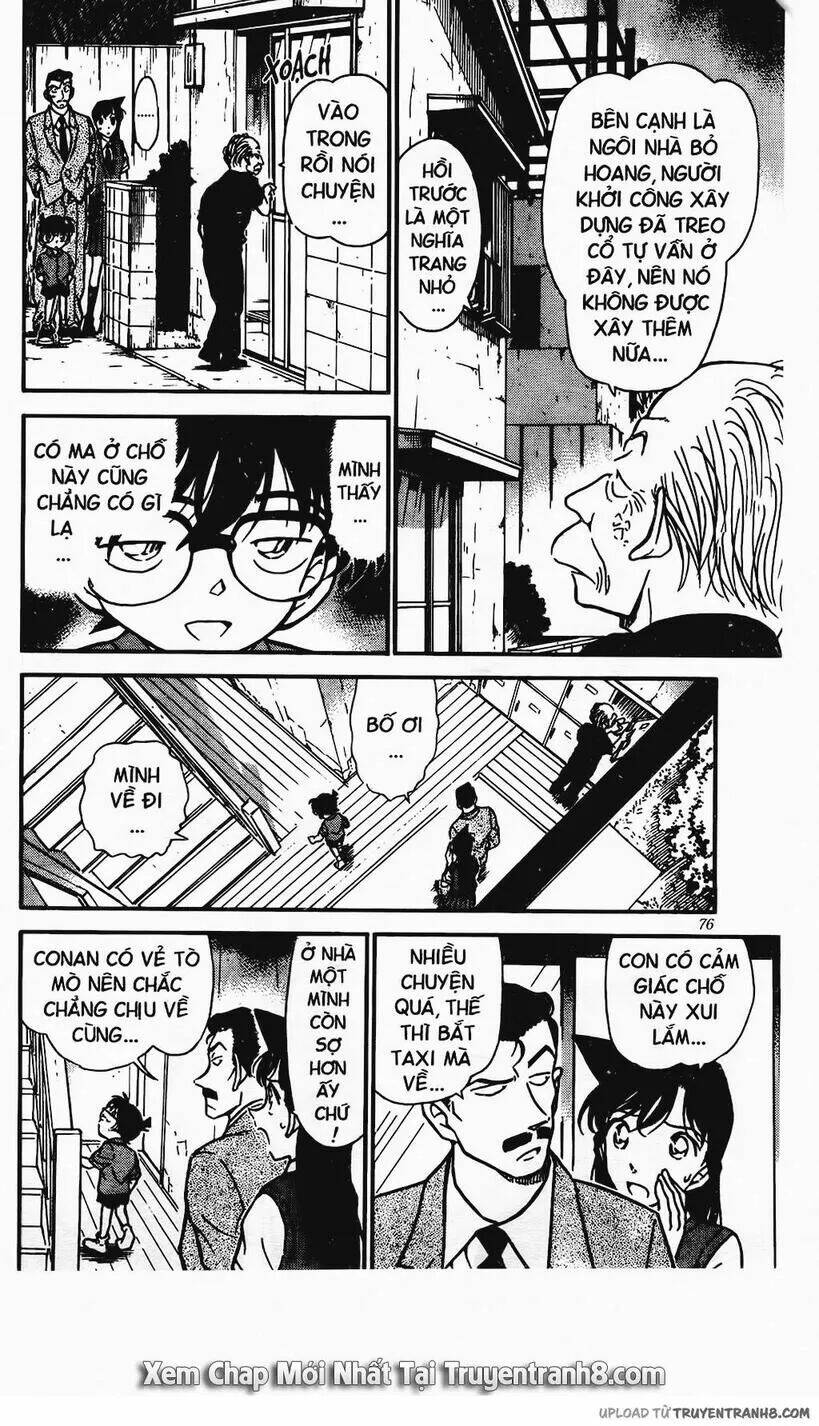 BÊN CẠNH LÀ
NGÔI NHÀ BỎ
HOANG, NGƯỜI
KHỞI CÔNG XÂY
DỰNG ĐÃ TREO
CỔ TỰ VẤN Ở
ĐÂY, NÊN NÓ
KHÔNG ĐƯỢC
XÂY THÊM
NỮA...
HỒI
TRƯỚC
LÀ MỘT
NGHĨA
TRANG
NHỎ
...
XOẠCH
VÀO
TRONG
RỒI NÓI
CHUYỆN
...
......
MÌNH
THẤY
...
CÓ MA Ở CHỖ
NÀY CŨNG
CHẲNG CÓ GÌ
LẠ
...
BỐ ƠI
...
MÌNH
VỀ ĐI
...
76
CON CÓ CẢM
GIÁC CHỖ
NÀY XUI
LẮM...
NHIỀU
CHUYỆN
QUÁ, THẾ
THÌ BẮT
TAXI MÀ
VỀ...
Ở NHÀ
MỘT
MÌNH
CÒN
SỢ
HƠN
ẤY
CHỨ
!
CONAN CÓ VẺ TÒ
MÒ NÊN CHẮC
CHẲNG CHỊU VỀ
CÙNG...
Xem Chap Mới Nhất Tại Truyentranh8.com
UPLOAD TỪ TRUYENTRANH8.COM